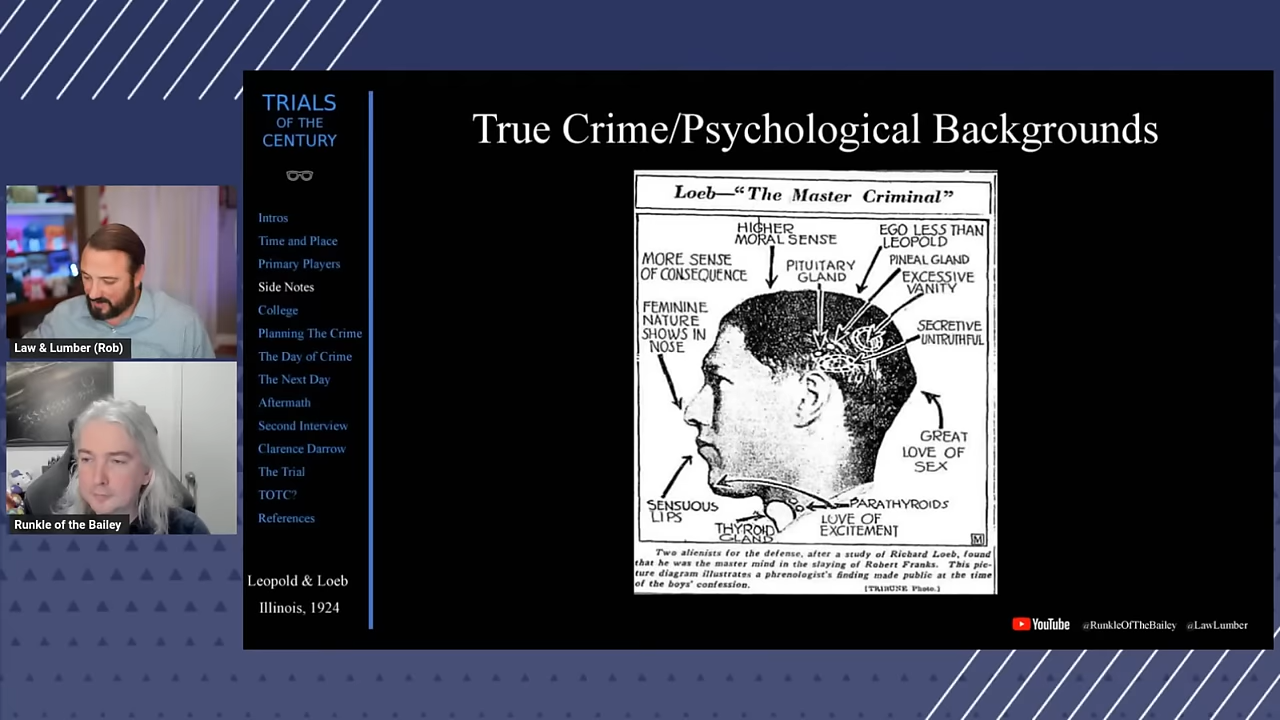 TRIALS
OF THE
CENTURY
Intros
Time and Place
Primary Players
Side Notes
College
Planning The Crime
The Day of Crime
The Next Day
Aftermath
Second Interview
Clarence Darrow
The Trial
TOTC?
References
Leopold & Loeb
Illinois, 1924
Law & Lumber (Rob)
Runkle of the Bailey
True Crime/Psychological Backgrounds
Loeb—“The Master Criminal”
HIGHER
MORAL SENSE
EGO LESS THAN
LEOPOLD
MORE SENSE
OF CONSEQUENCE
PITUITARY
GLAND
PINEAL GLAND
EXCESSIVE
VANITY
FEMININE
NATURE
SHOWS IN
NOSE
SECRETIVE
UNTRUTHFUL
GREAT
LOVE OF
SEX
SENSUOUS
LIPS
THYROID
GLAND
PARATHYROIDS
LOVE OF
EXCITEMENT
M
Two alienists for the defense, after a study of Richard Loeb, found
that he was the master mind in the slaying of Robert Franks. This pic-
ture diagram illustrates a phrenologist's finding made public at the time
of the boys' confession.
[TRIBUNE Photo.]
YouTube
@RunkleOfTheBailey
@LawLumber